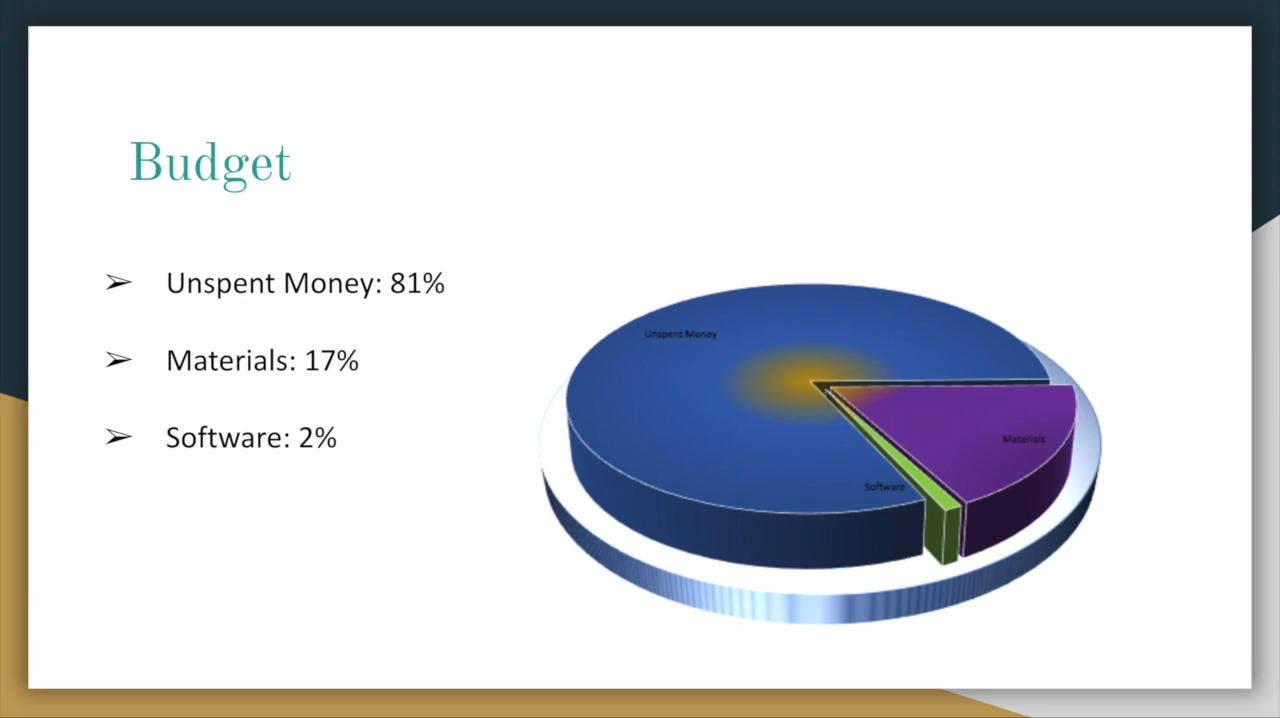 Budget
➢ Unspent Money: 81%
➢ Materials: 17%
➢ Software: 2%
Unspent Money
Materials
Software